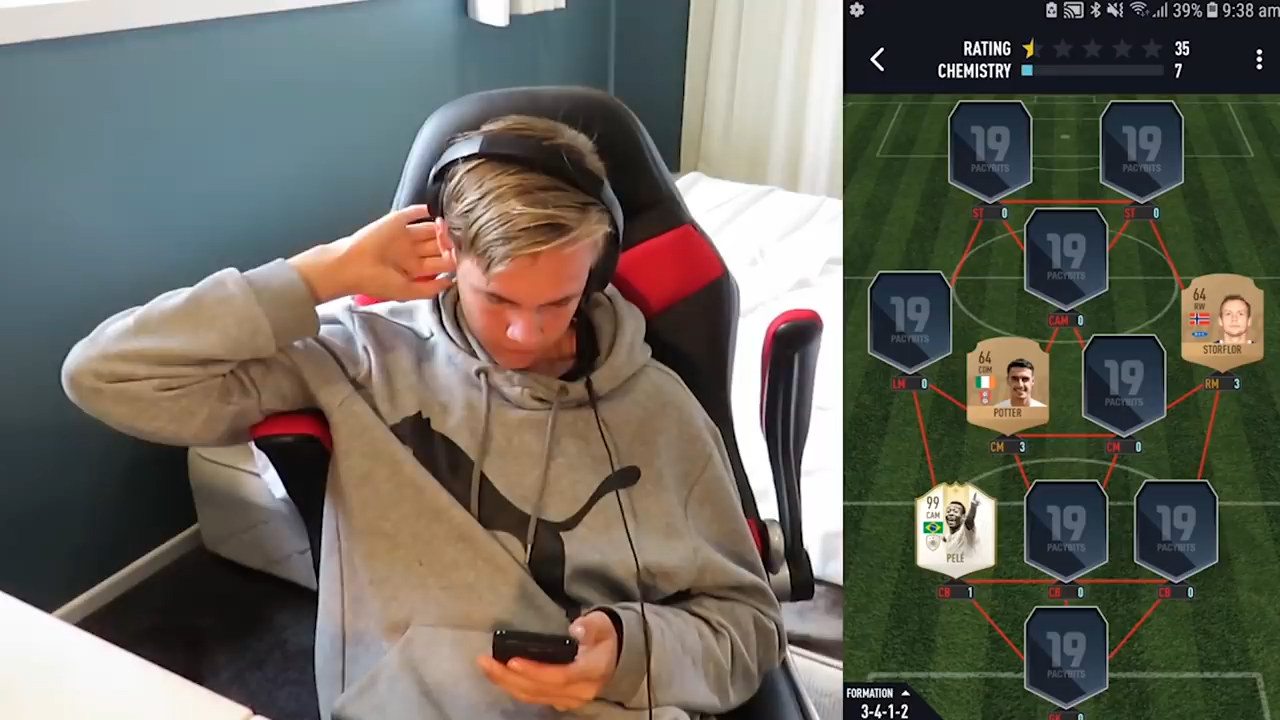 39% 9:38 am
RATING 35
CHEMISTRY 7
19 PACYBITS
19 PACYBITS
ST 0
ST 0
19 PACYBITS
CAM 0
19 PACYBITS
LM 0
64 RW STORFLOR
RM 3
64 CDM POTTER
CM 3
19 PACYBITS
CM 0
99 CAM PELÉ
CB 1
19 PACYBITS
CB 0
19 PACYBITS
CB 0
19 PACYBITS
GK 0
FORMATION
3-4-1-2